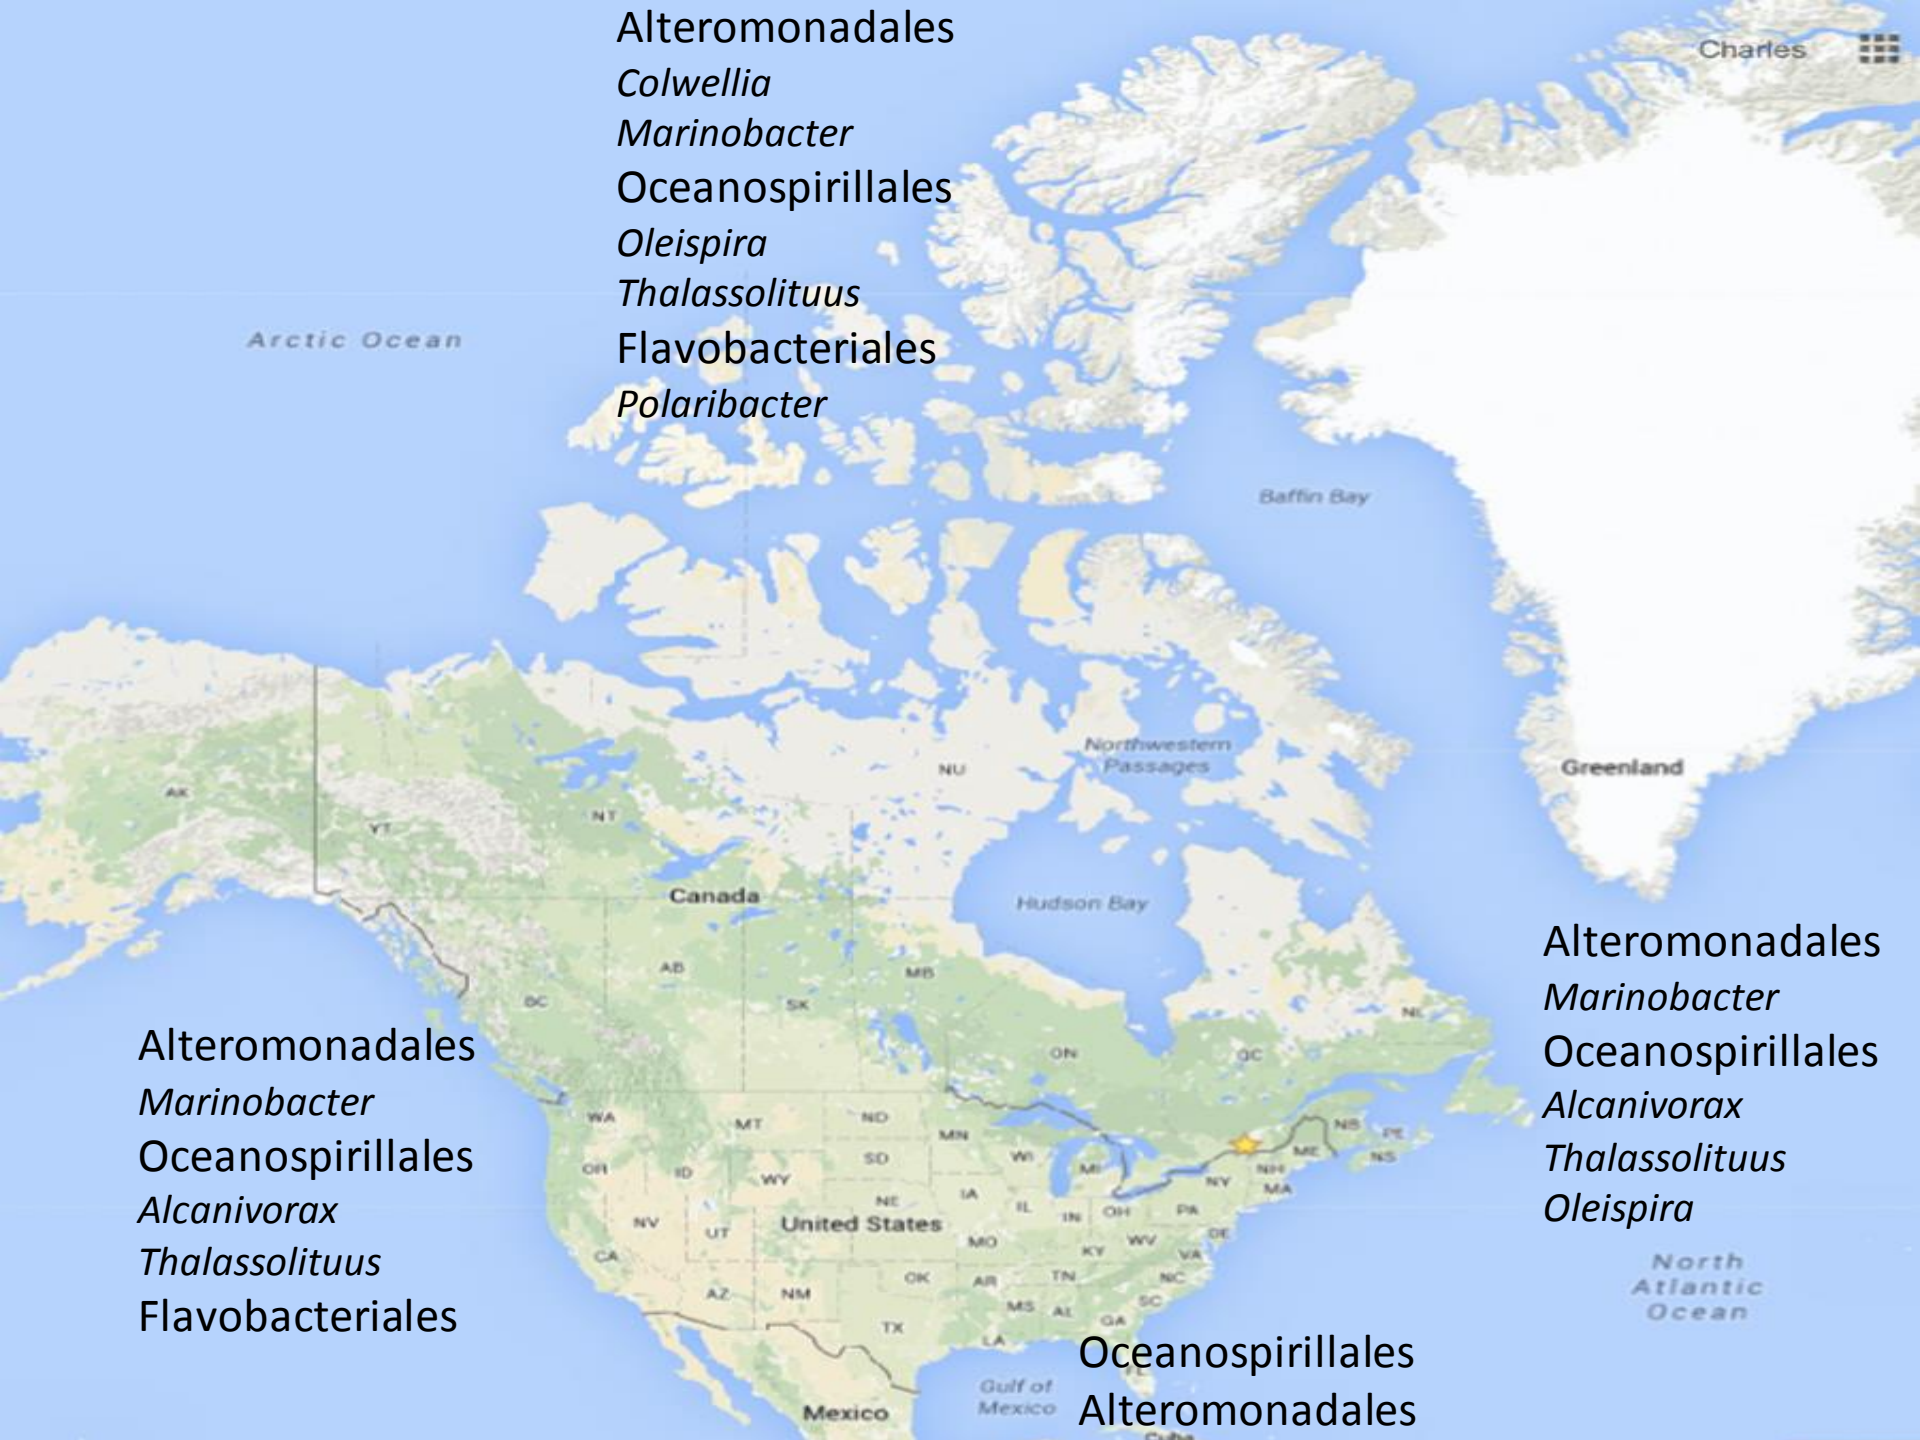 Alteromonadales
Colwellia
Marinobacter
Oceanospirillales
Oleispira
Thalassolituus
Flavobacteriales
Polaribacter
Charles
Arctic Ocean
Baffin Bay
Northwestern
Passages
Greenland
NU
AK
YT
NT
Canada
Hudson Bay
AB
MB
BC
SK
NL
ON
QC
Alteromonadales
Marinobacter
Oceanospirillales
Alcanivorax
Thalassolituus
Flavobacteriales
Alteromonadales
Marinobacter
Oceanospirillales
Alcanivorax
Thalassolituus
Oleispira
North
Atlantic
Ocean
WA
MT
ND
MN
NB
PE
OR
ID
WY
SD
WI
MI
ME
NS
NH
NY
MA
NE
IA
IL
IN
OH
PA
NV
UT
United States
MO
KY
WV
VA
DE
CA
AZ
NM
OK
AR
TN
NC
MS
AL
SC
GA
TX
LA
FL
Gulf of
Mexico
Mexico
Oceanospirillales
Alteromonadales
Cuba